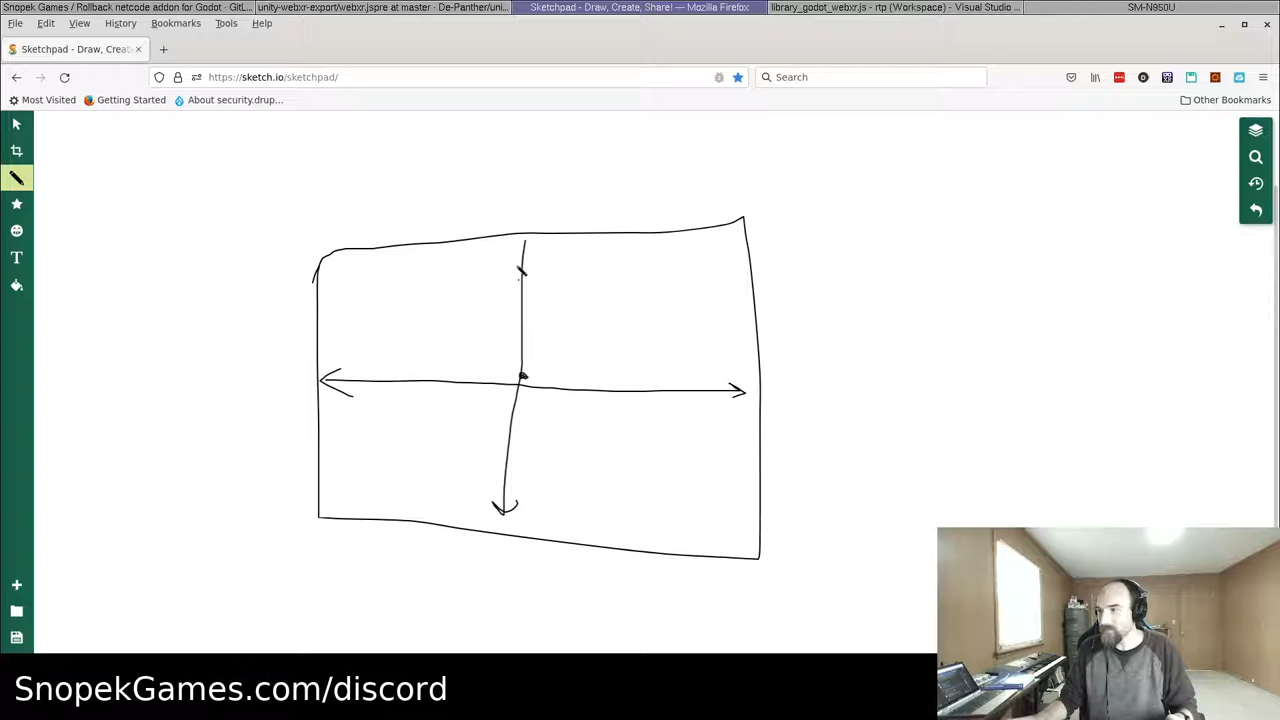 Snopek Games / Rollback netcode addon for Godot · GitL...
unity-webxr-export/webxr.jspre at master · De-Panther/uni...
Sketchpad - Draw, Create, Share! — Mozilla Firefox
library_godot_webxr.js - rtp (Workspace) - Visual Studio ...
SM-N950U
File Edit View History Bookmarks Tools Help
Sketchpad - Draw, Creat
https://sketch.io/sketchpad/
Search
Most Visited Getting Started About security.drup... Other Bookmarks
T
SnopekGames.com/discord